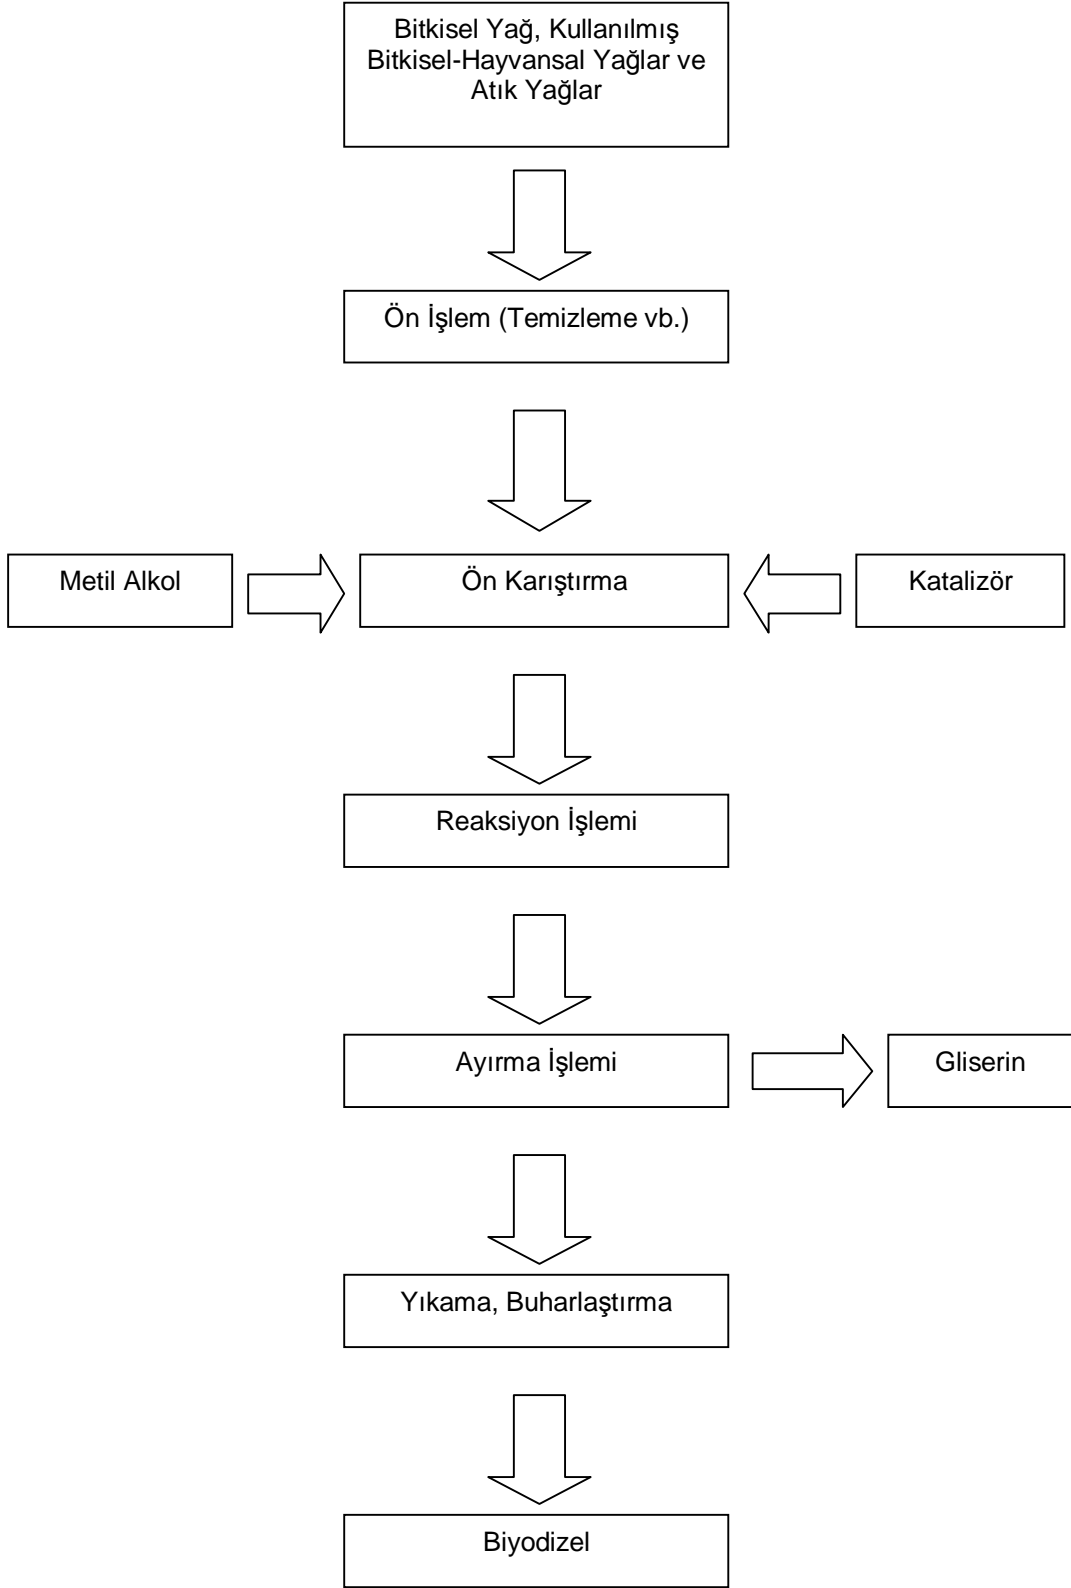 Bitkisel Yağ, Kullanılmış
Bitkisel-Hayvansal Yağlar ve
Atık Yağlar
Ön İşlem (Temizleme vb.)
Metil Alkol
Ön Karıştırma
Katalizör
Reaksiyon İşlemi
Ayırma İşlemi
Gliserin
Yıkama, Buharlaştırma
Biyodizel